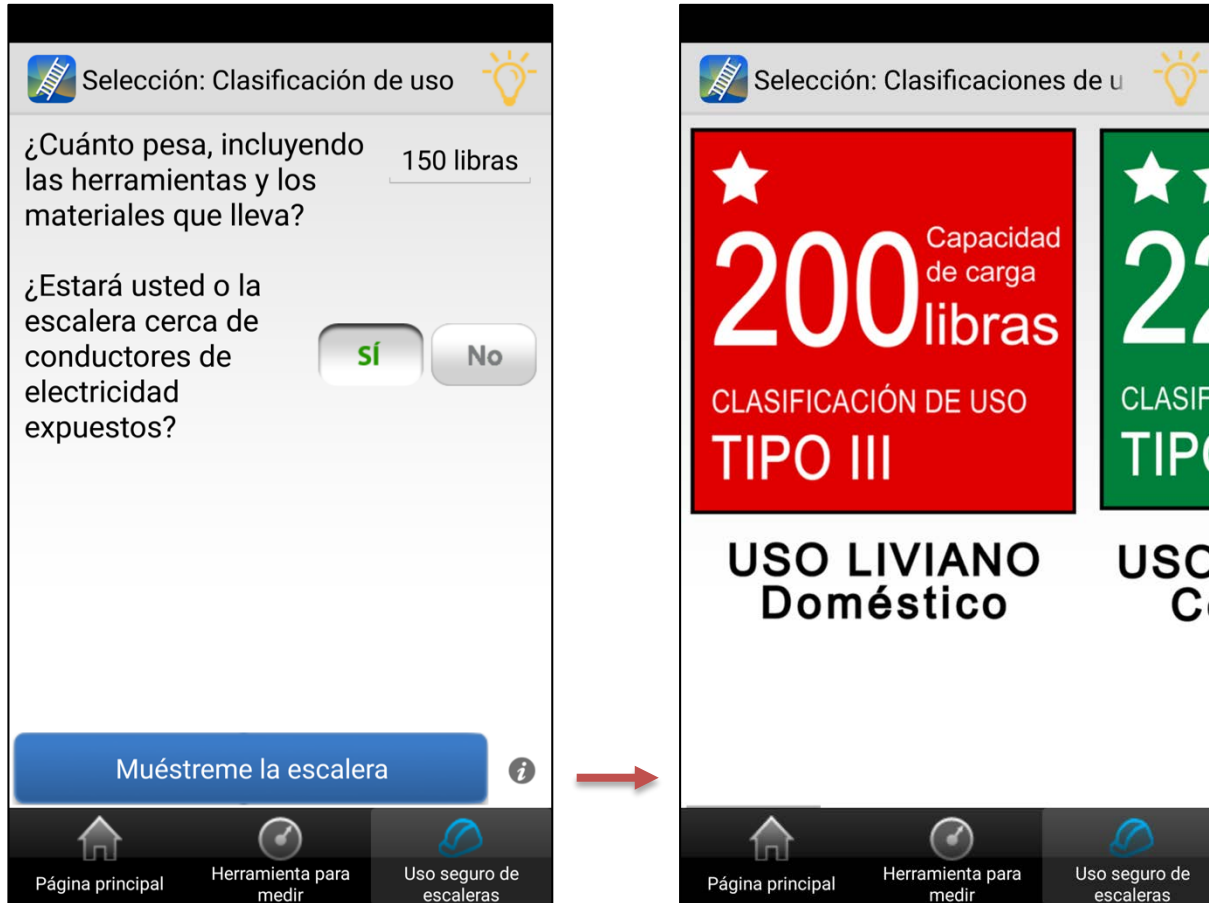 Selección: Clasificación de uso
¿Cuánto pesa, incluyendo
las herramientas y los
materiales que lleva?
150 libras
¿Estará usted o la
escalera cerca de
conductores de
electricidad
expuestos?
SÍ
No
Muéstreme la escalera
i
Página principal
Herramienta para
medir
Uso seguro de
escaleras
Selección: Clasificaciones de u
200
Capacidad
de carga
libras
CLASIFICACIÓN DE USO
TIPO III
USO LIVIANO
Doméstico
CLASIF
TIPO
USO
Página principal
Herramienta para
medir
Uso seguro de
escaleras